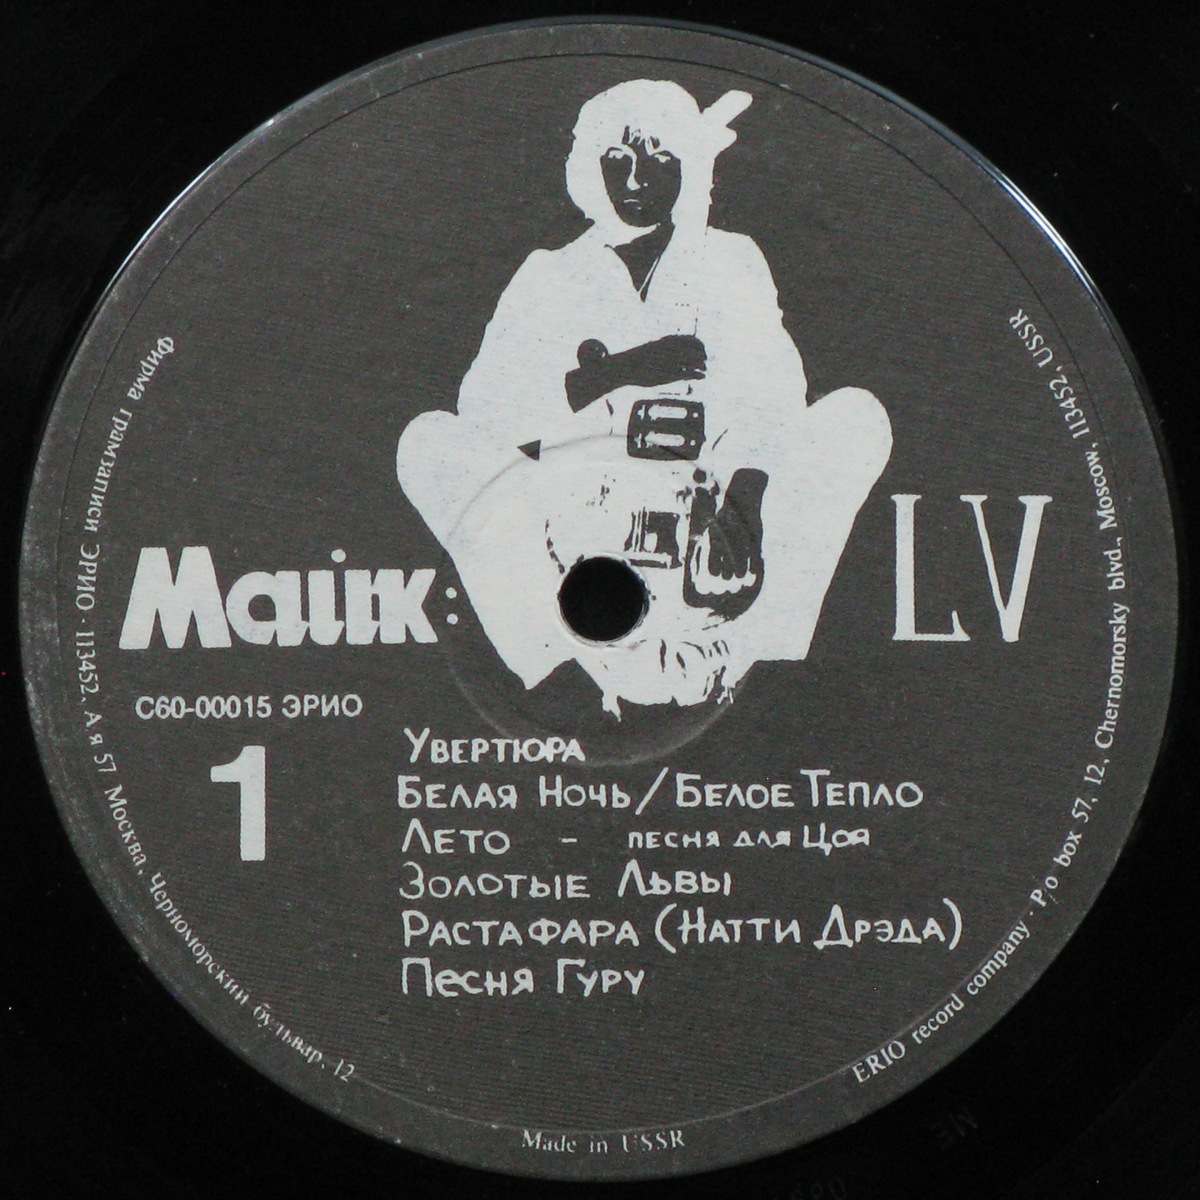 Майк:
LV
С60-00015 ЭРИО
1
Увертюра
Белая Ночь/Белое Тепло
Лето - песня для Цоя
Золотые Львы
Растафара (Натти Дрэда)
Песня Гуру
Фирма грамзаписи ЭРИО · 113452, А я 57 Москва, Черноморский бульвар, 12
Made in USSR
ERIO record company · P/o box 57, 12, Chernomorsky blvd., Moscow, 113452, USSR